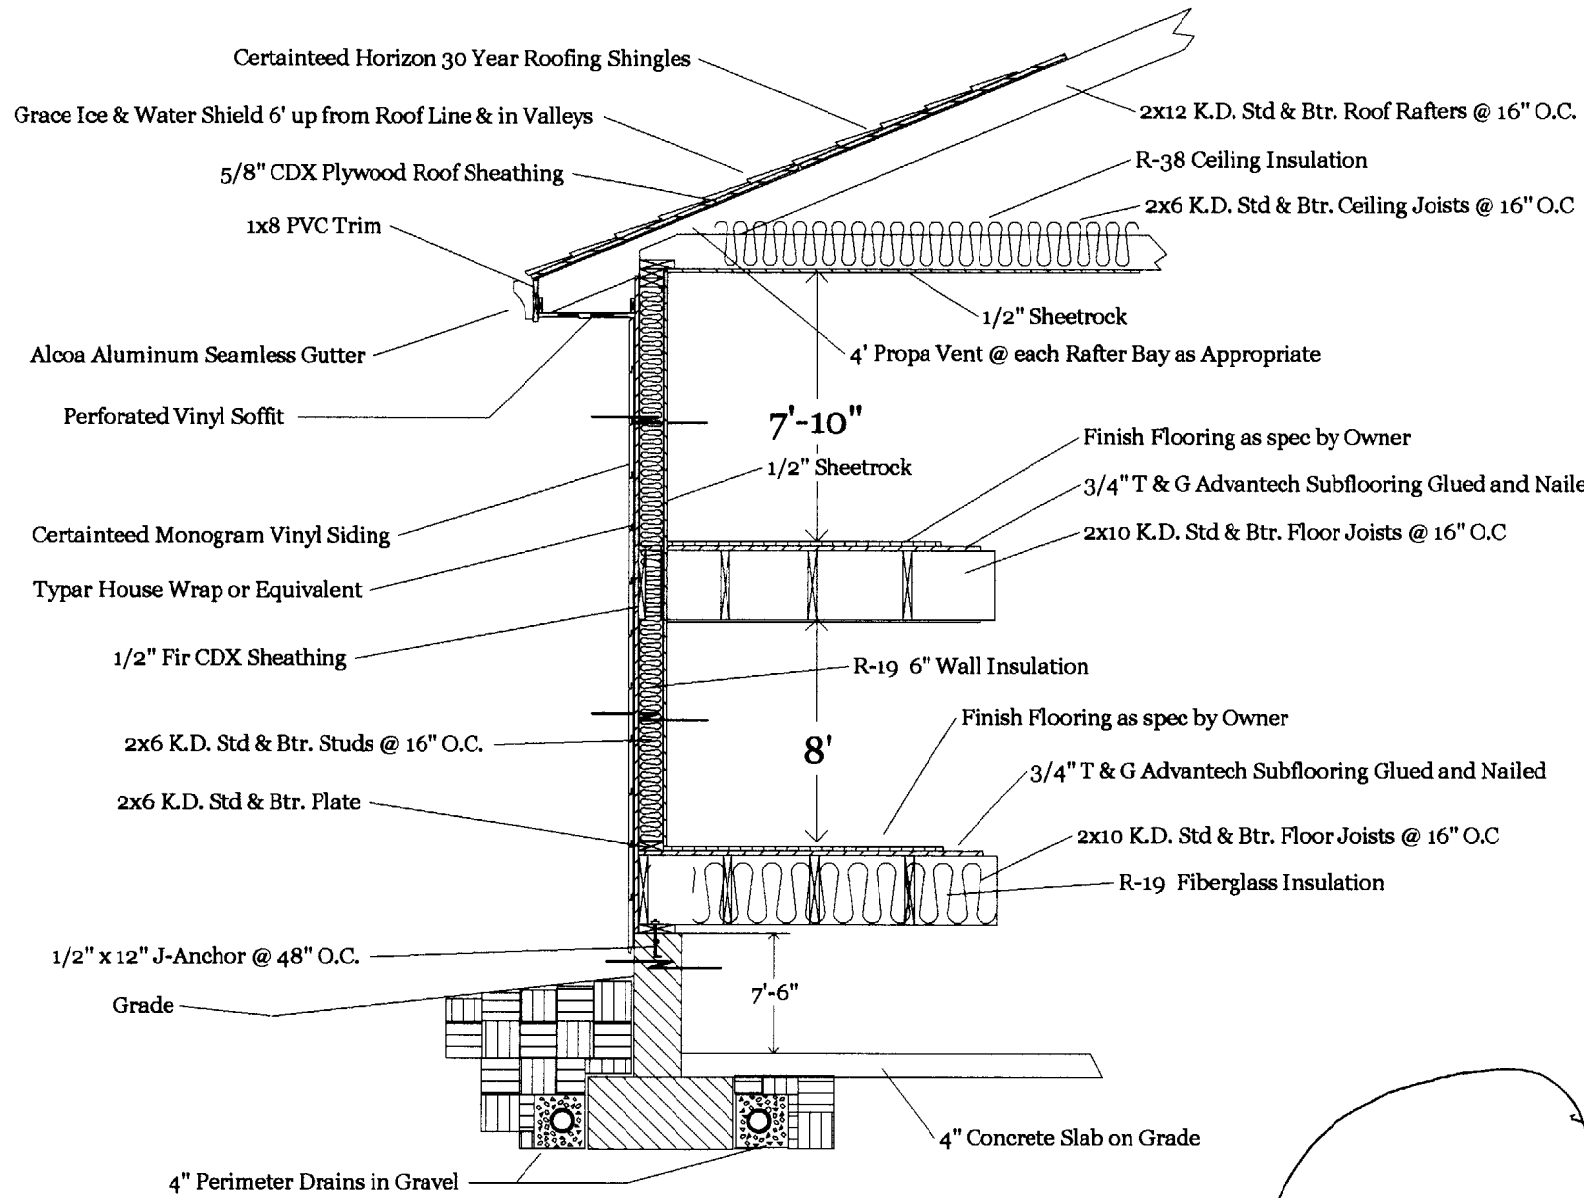 Certainteed Horizon 30 Year Roofing Shingles
Grace Ice & Water Shield 6' up from Roof Line & in Valleys
2x12 K.D. Std & Btr. Roof Rafters @ 16" O.C.
R-38 Ceiling Insulation
5/8" CDX Plywood Roof Sheathing
2x6 K.D. Std & Btr. Ceiling Joists @ 16" O.C
1x8 PVC Trim
1/2" Sheetrock
Alcoa Aluminum Seamless Gutter
4' Propa Vent @ each Rafter Bay as Appropriate
Perforated Vinyl Soffit
7'-10"
Finish Flooring as spec by Owner
1/2" Sheetrock
3/4" T & G Advantech Subflooring Glued and Naile
Certainteed Monogram Vinyl Siding
2x10 K.D. Std & Btr. Floor Joists @ 16" O.C
Typar House Wrap or Equivalent
1/2" Fir CDX Sheathing
R-19 6" Wall Insulation
Finish Flooring as spec by Owner
2x6 K.D. Std & Btr. Studs @ 16" O.C.
8'
3/4" T & G Advantech Subflooring Glued and Nailed
2x6 K.D. Std & Btr. Plate
2x10 K.D. Std & Btr. Floor Joists @ 16" O.C
R-19 Fiberglass Insulation
1/2" x 12" J-Anchor @ 48" O.C.
7'-6"
Grade
4" Concrete Slab on Grade
4" Perimeter Drains in Gravel